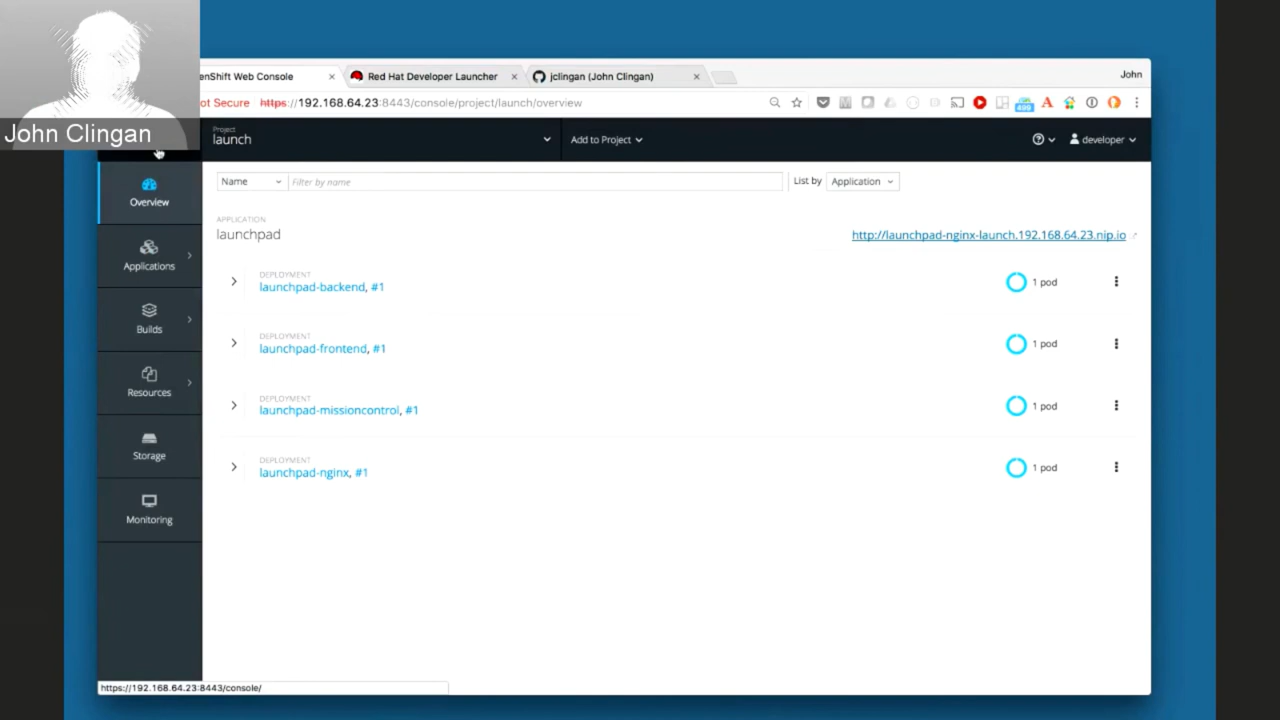 John Clingan
enShift Web Console
Red Hat Developer Launcher
jclingan (John Clingan)
John
ot Secure https://192.168.64.23:8443/console/project/launch/overview
Project
launch
Add to Project
developer
Name
Filter by name
List by
Application
Overview
Applications
Builds
Resources
Storage
Monitoring
APPLICATION
launchpad
http://launchpad-nginx-launch.192.168.64.23.nip.io
DEPLOYMENT
launchpad-backend, #1
1 pod
DEPLOYMENT
launchpad-frontend, #1
1 pod
DEPLOYMENT
launchpad-missioncontrol, #1
1 pod
DEPLOYMENT
launchpad-nginx, #1
1 pod
https://192.168.64.23:8443/console/